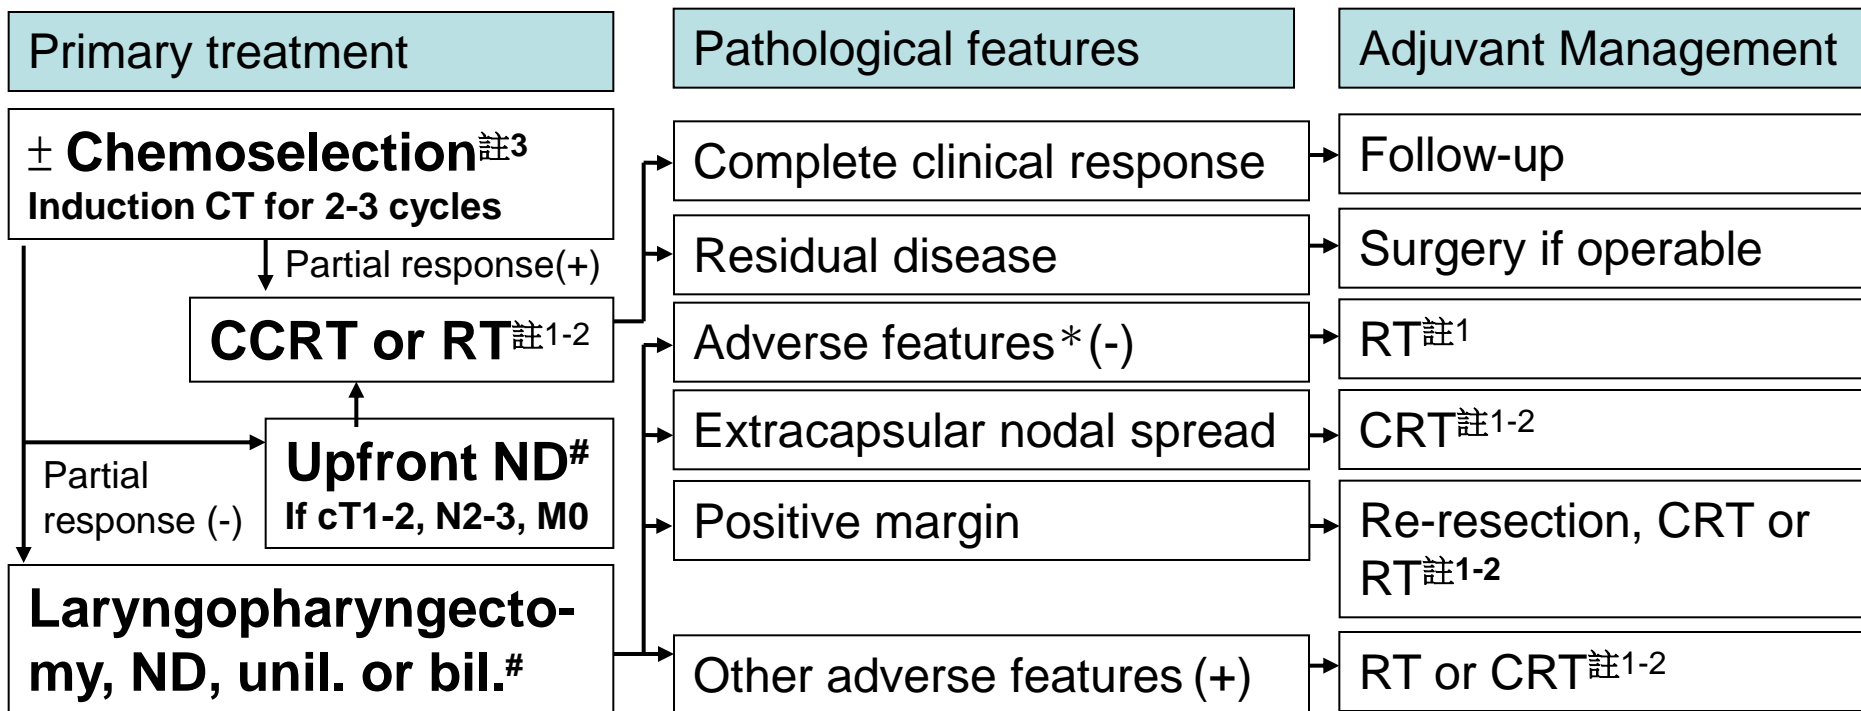 Primary treatment
Pathological features
Adjuvant Management
± Chemoselection註3
Induction CT for 2-3 cycles
Partial response(+)
CCRT or RT註1-2
Upfront ND#
If cT1-2, N2-3, M0
Partial
response (-)
Laryngopharyngecto-
my, ND, unil. or bil.#
Complete clinical response
Follow-up
Residual disease
Surgery if operable
Adverse features*(-)
RT註1
Extracapsular nodal spread
CRT註1-2
Positive margin
Re-resection, CRT or
RT註1-2
Other adverse features (+)
RT or CRT註1-2